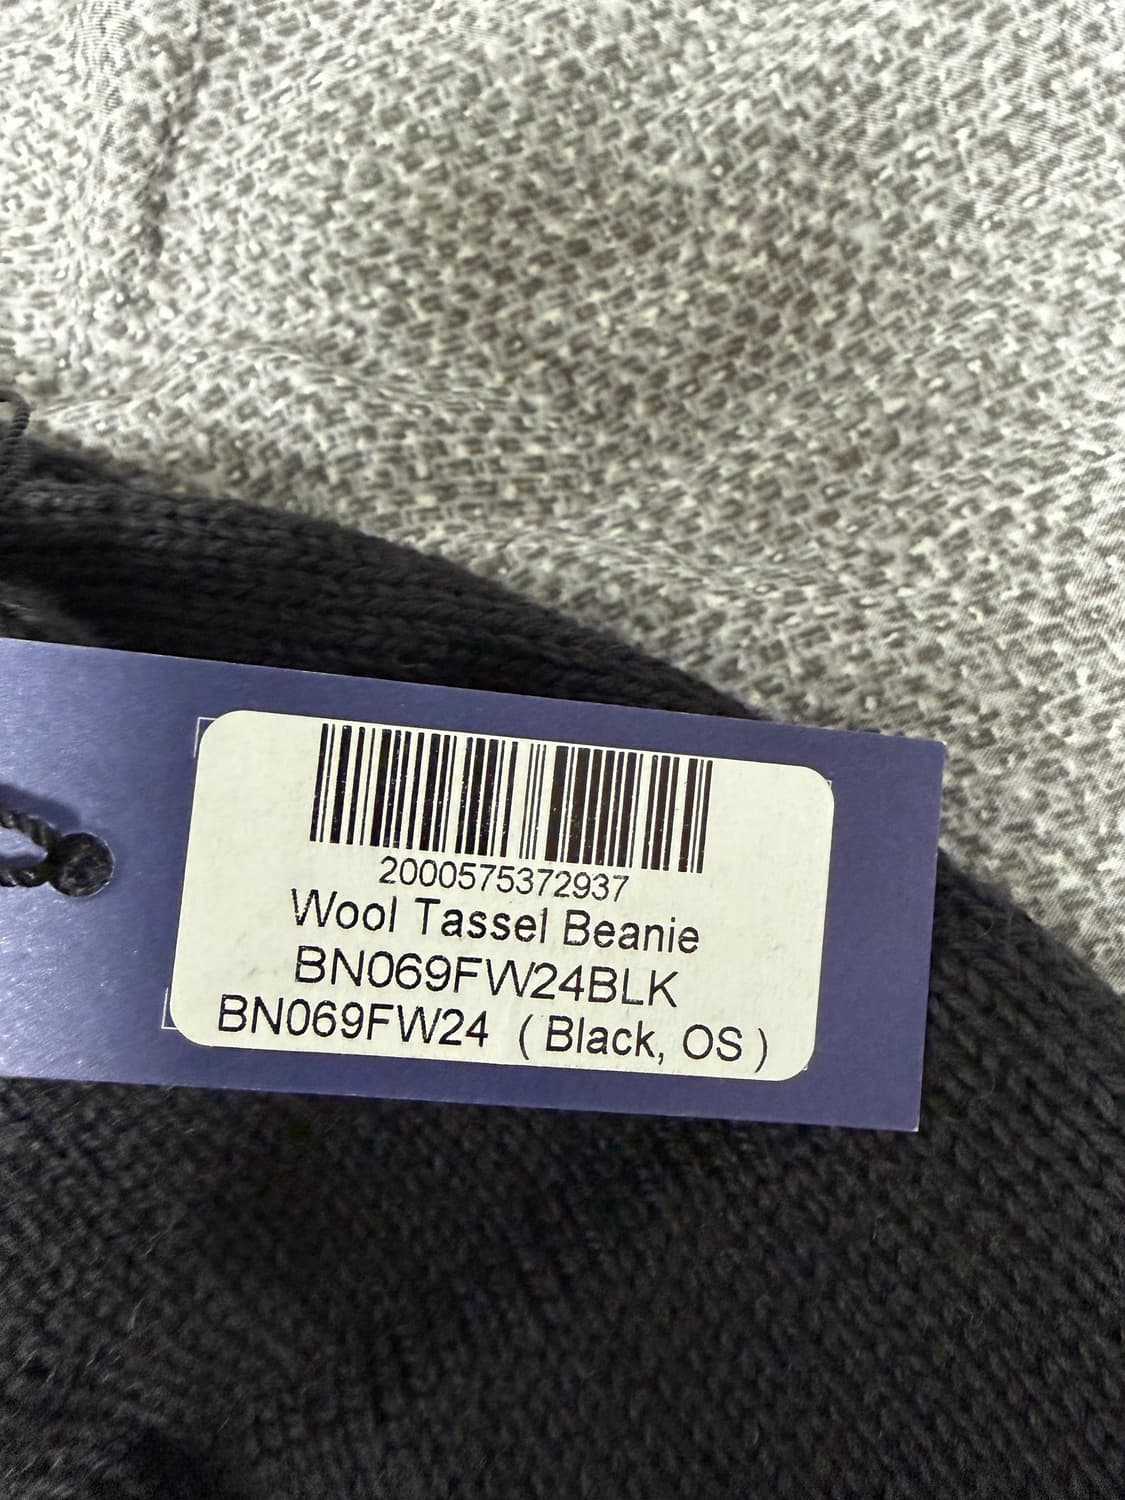 2000575372937
Wool Tassel Beanie
BN069FW24BLK
BN069FW24 ( Black, OS )